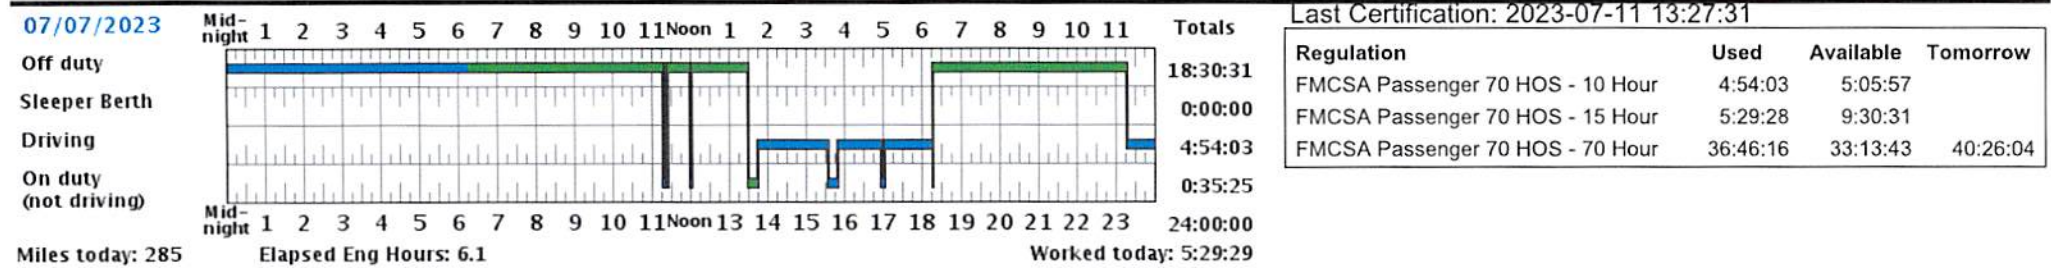 07/07/2023
Mid-
night 1 2 3 4 5 6 7 8 9 10 11 Noon 1 2 3 4 5 6 7 8 9 10 11 Totals
Off duty 18:30:31
Sleeper Berth 0:00:00
Driving 4:54:03
On duty
(not driving) 0:35:25
Mid-
night 1 2 3 4 5 6 7 8 9 10 11 Noon 13 14 15 16 17 18 19 20 21 22 23 24:00:00
Miles today: 285 Elapsed Eng Hours: 6.1 Worked today: 5:29:29
Last Certification: 2023-07-11 13:27:31
Regulation Used Available Tomorrow
FMCSA Passenger 70 HOS - 10 Hour 4:54:03 5:05:57
FMCSA Passenger 70 HOS - 15 Hour 5:29:28 9:30:31
FMCSA Passenger 70 HOS - 70 Hour 36:46:16 33:13:43 40:26:04